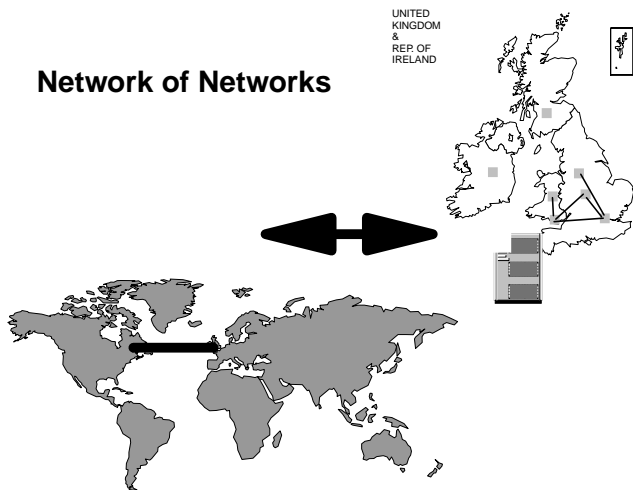 UNITED
KINGDOM
&
REP. OF
IRELAND
Network of Networks